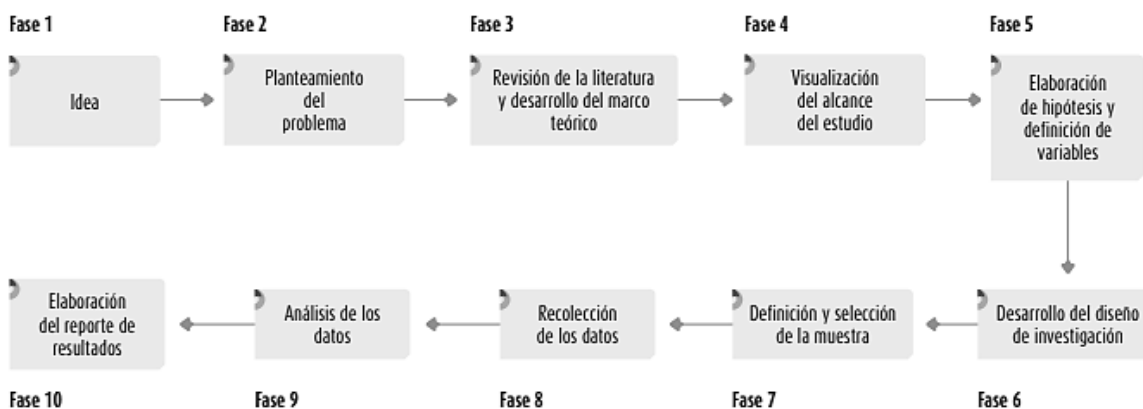 Fase 1
Idea
Fase 2
Planteamiento
del
problema
Fase 3
Revisión de la literatura
y desarrollo del marco
teórico
Fase 4
Visualización
del alcance
del estudio
Fase 5
Elaboración
de hipótesis y
definición de
variables
Desarrollo del diseño
de investigación
Fase 6
Definición y selección
de la muestra
Fase 7
Recolección
de los datos
Fase 8
Análisis de los
datos
Fase 9
Elaboración
del reporte de
resultados
Fase 10